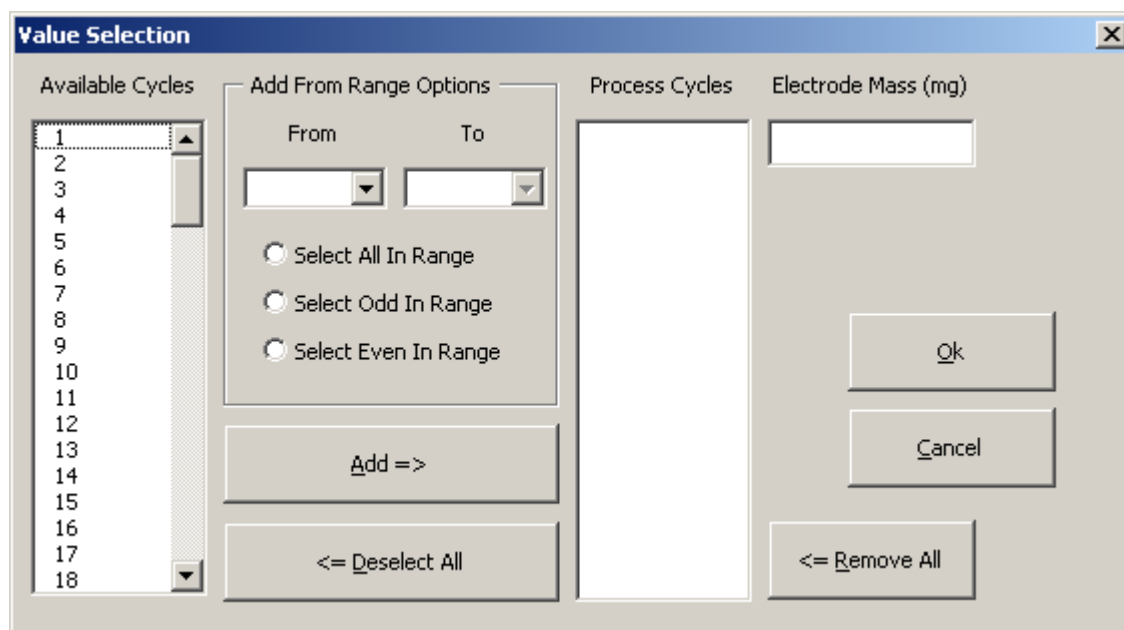 Value Selection
Available Cycles
1
2
3
4
5
6
7
8
9
10
11
12
13
14
15
16
17
18
Add From Range Options
From To
Select All In Range
Select Odd In Range
Select Even In Range
Add =>
<= Deselect All
Process Cycles
Electrode Mass (mg)
Ok
Cancel
<= Remove All